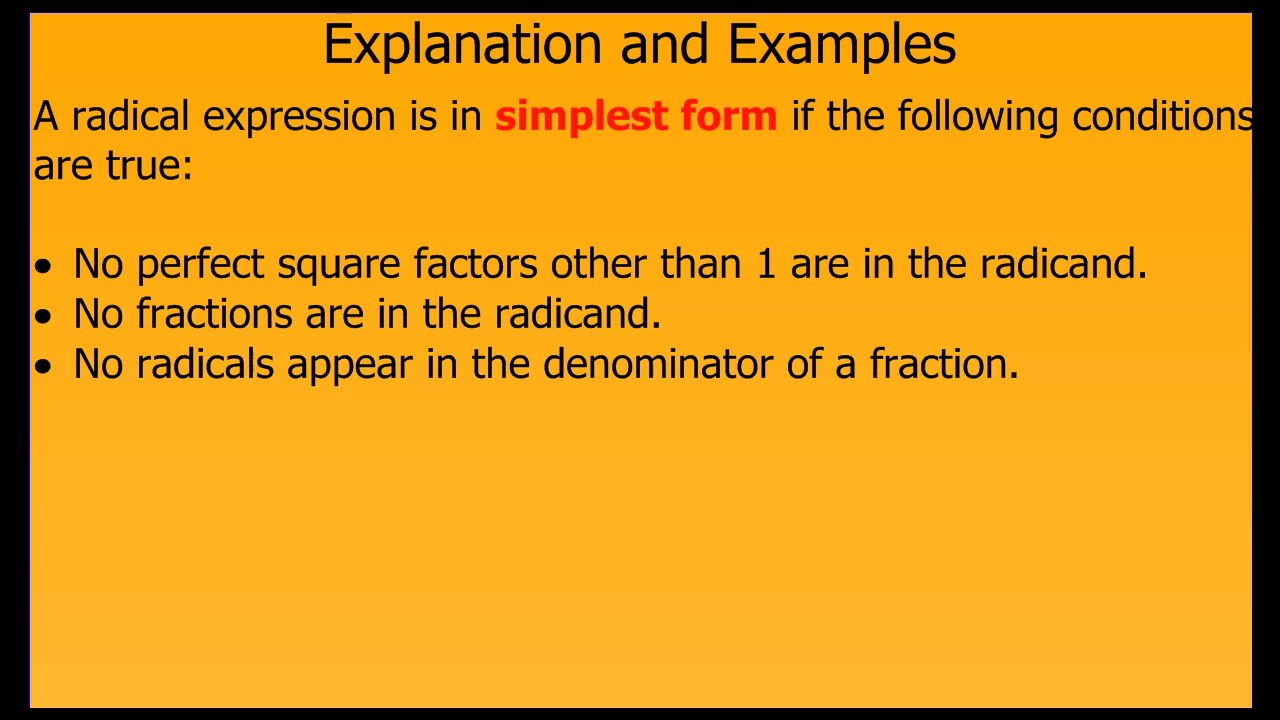 Explanation and Examples
A radical expression is in simplest form if the following conditions
are true:
• No perfect square factors other than 1 are in the radicand.
• No fractions are in the radicand.
• No radicals appear in the denominator of a fraction.